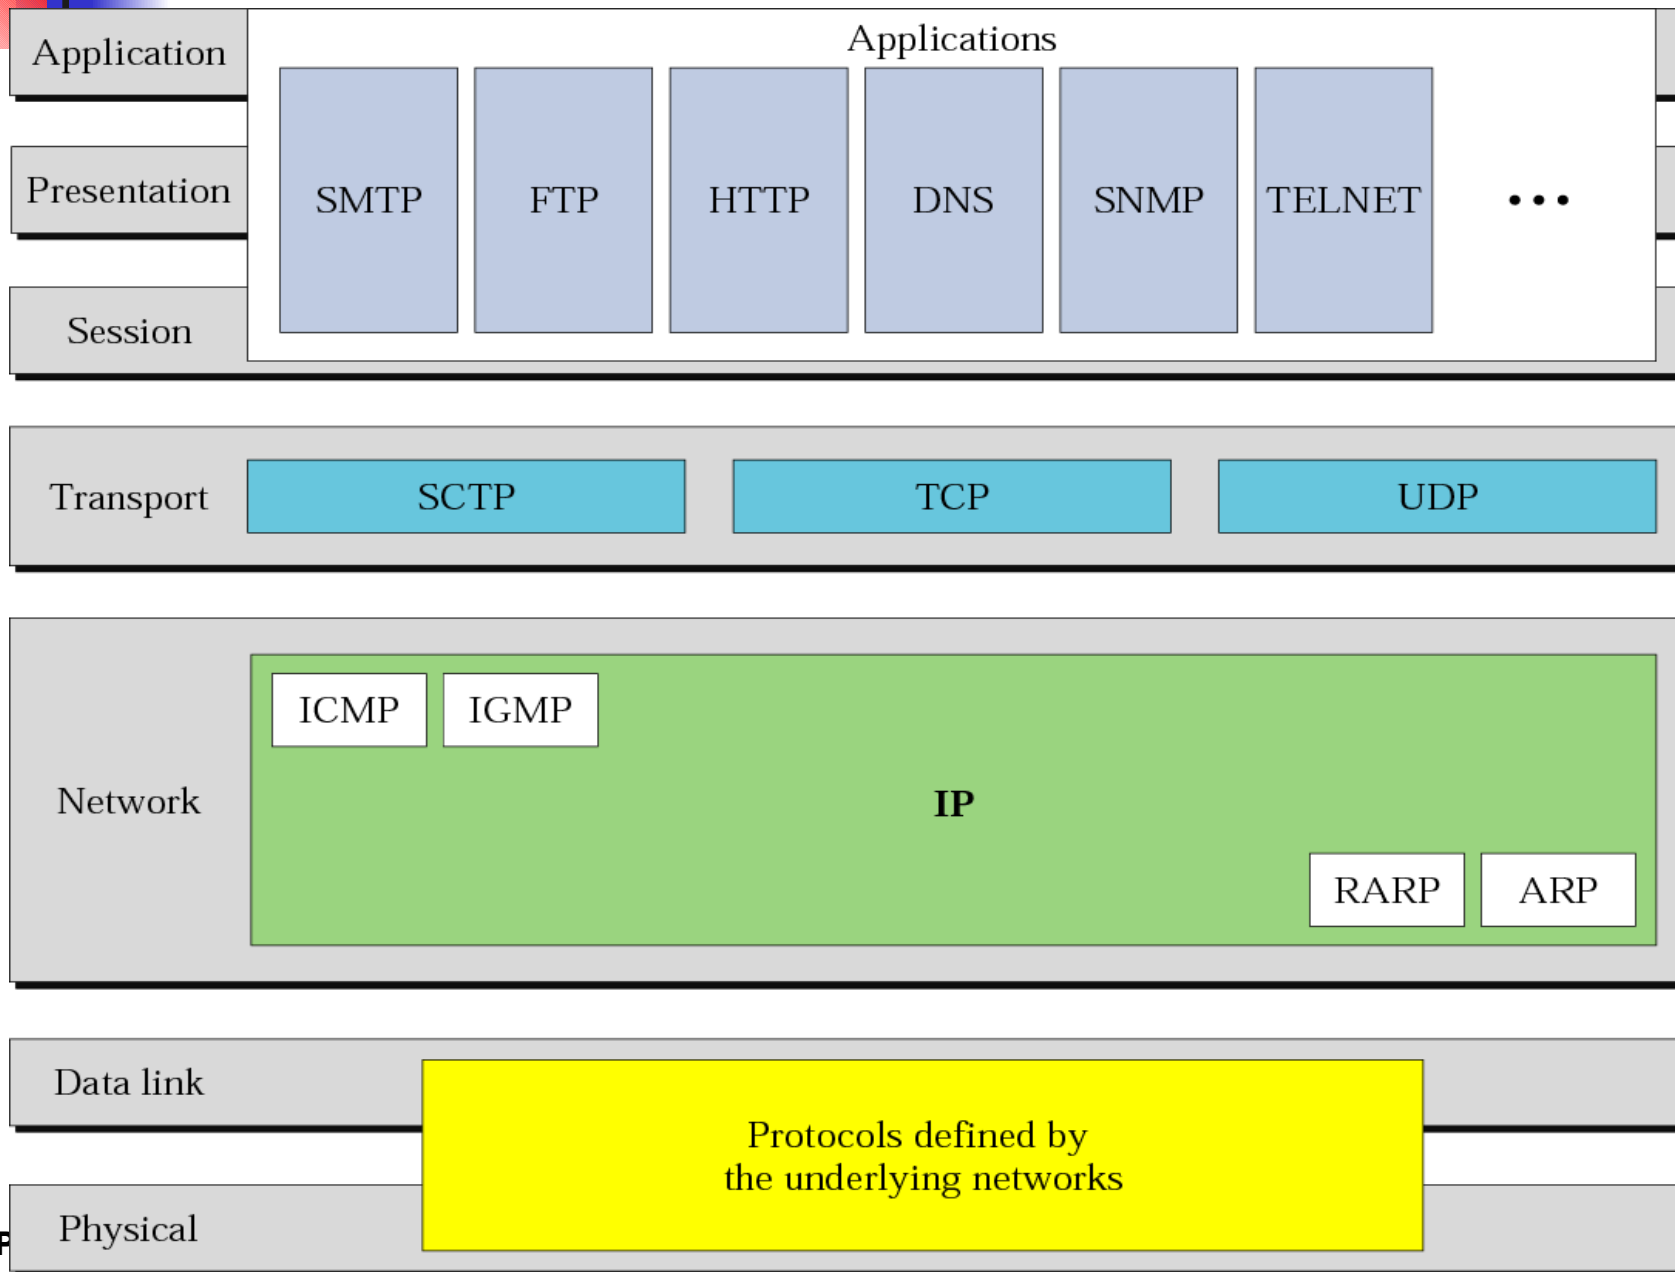 Applications
Application
SMTP FTP HTTP DNS SNMP TELNET ...
Presentation
Session
Transport
SCTP TCP UDP
Network
ICMP IGMP
IP
RARP ARP
Data link
Protocols defined by
the underlying networks
Physical
P